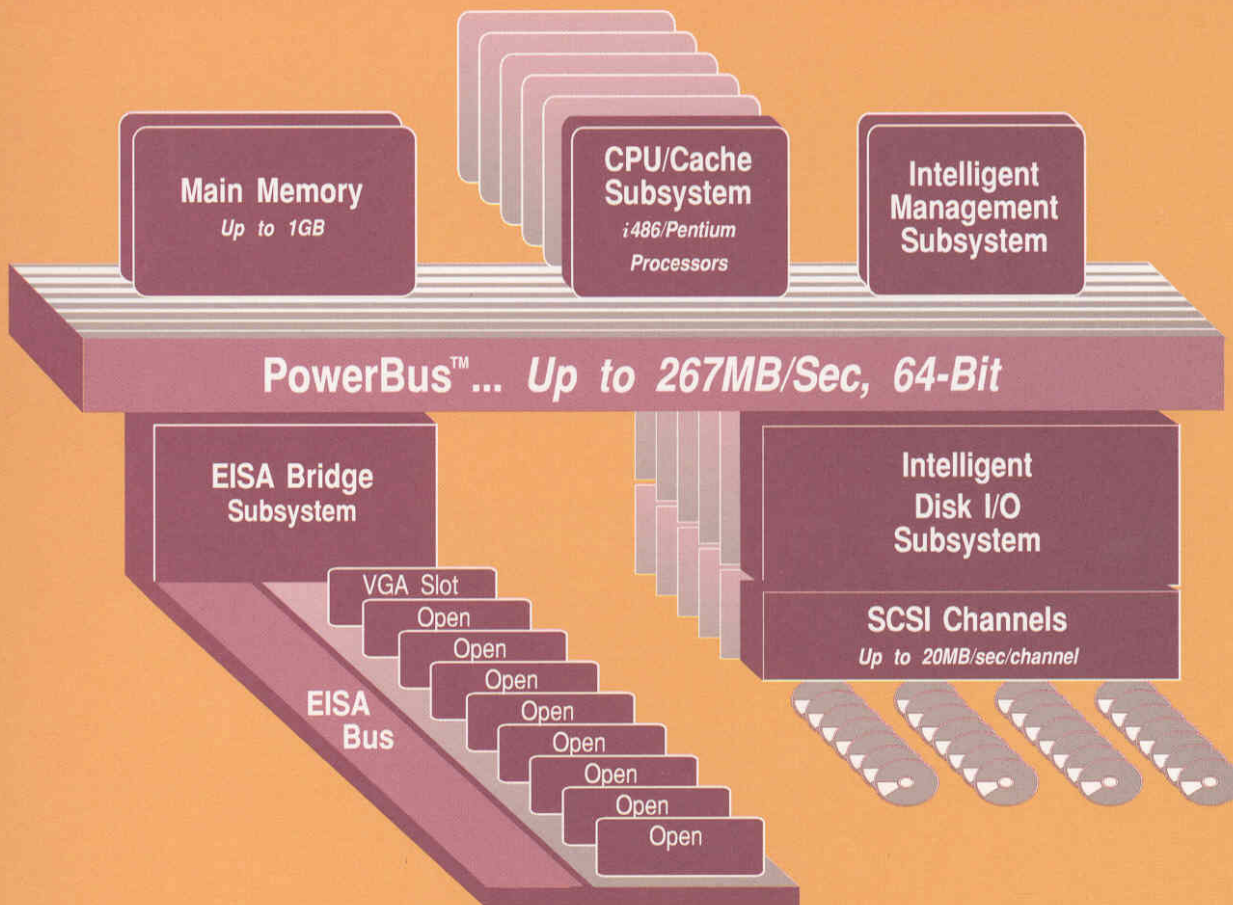 Main Memory
Up to 1GB
CPU/Cache
Subsystem
i486/Pentium
Processors
Intelligent
Management
Subsystem
PowerBus™... Up to 267MB/Sec, 64-Bit
EISA Bridge
Subsystem
Intelligent
Disk I/O
Subsystem
SCSI Channels
Up to 20MB/sec/channel
VGA Slot
Open
Open
Open
Open
Open
Open
Open
Open
EISA
Bus